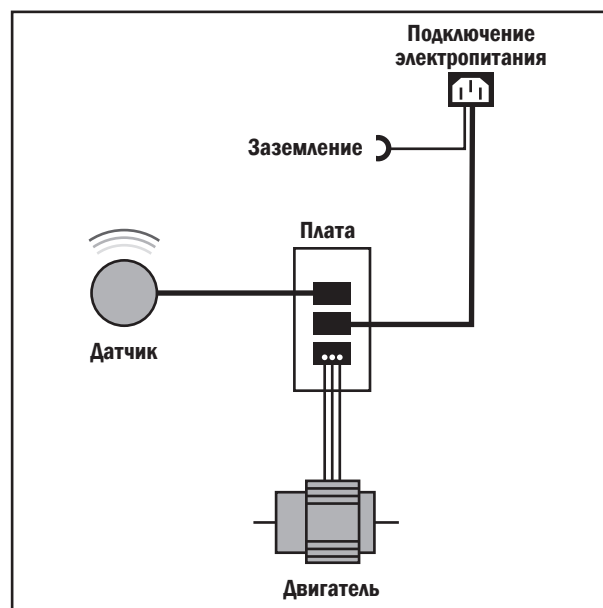 Подключение
электропитания
Заземление
Плата
Датчик
Двигатель